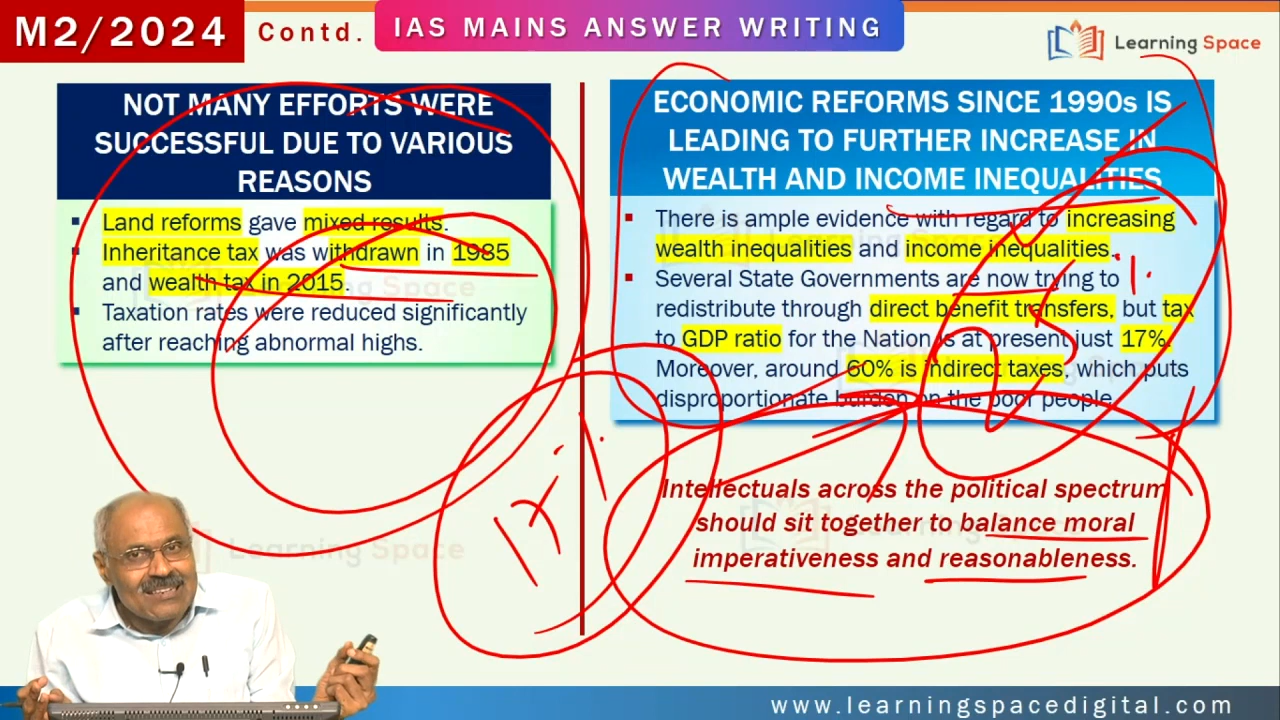 M2/2024 Contd. IAS MAINS ANSWER WRITING
Learning Space
NOT MANY EFFORTS WERE
SUCCESSFUL DUE TO VARIOUS
REASONS
▪ Land reforms gave mixed results.
▪ Inheritance tax was withdrawn in 1985
and wealth tax in 2015.
▪ Taxation rates were reduced significantly
after reaching abnormal highs.
ECONOMIC REFORMS SINCE 1990s IS
LEADING TO FURTHER INCREASE IN
WEALTH AND INCOME INEQUALITIES
▪ There is ample evidence with regard to increasing
wealth inequalities and income inequalities.
▪ Several State Governments are now trying to
redistribute through direct benefit transfers, but tax
to GDP ratio for the Nation is at present just 17%.
Moreover, around 60% is indirect taxes, which puts
disproportionate burden on the poor people.
Intellectuals across the political spectrum
should sit together to balance moral
imperativeness and reasonableness.
www.learningspacedigital.com